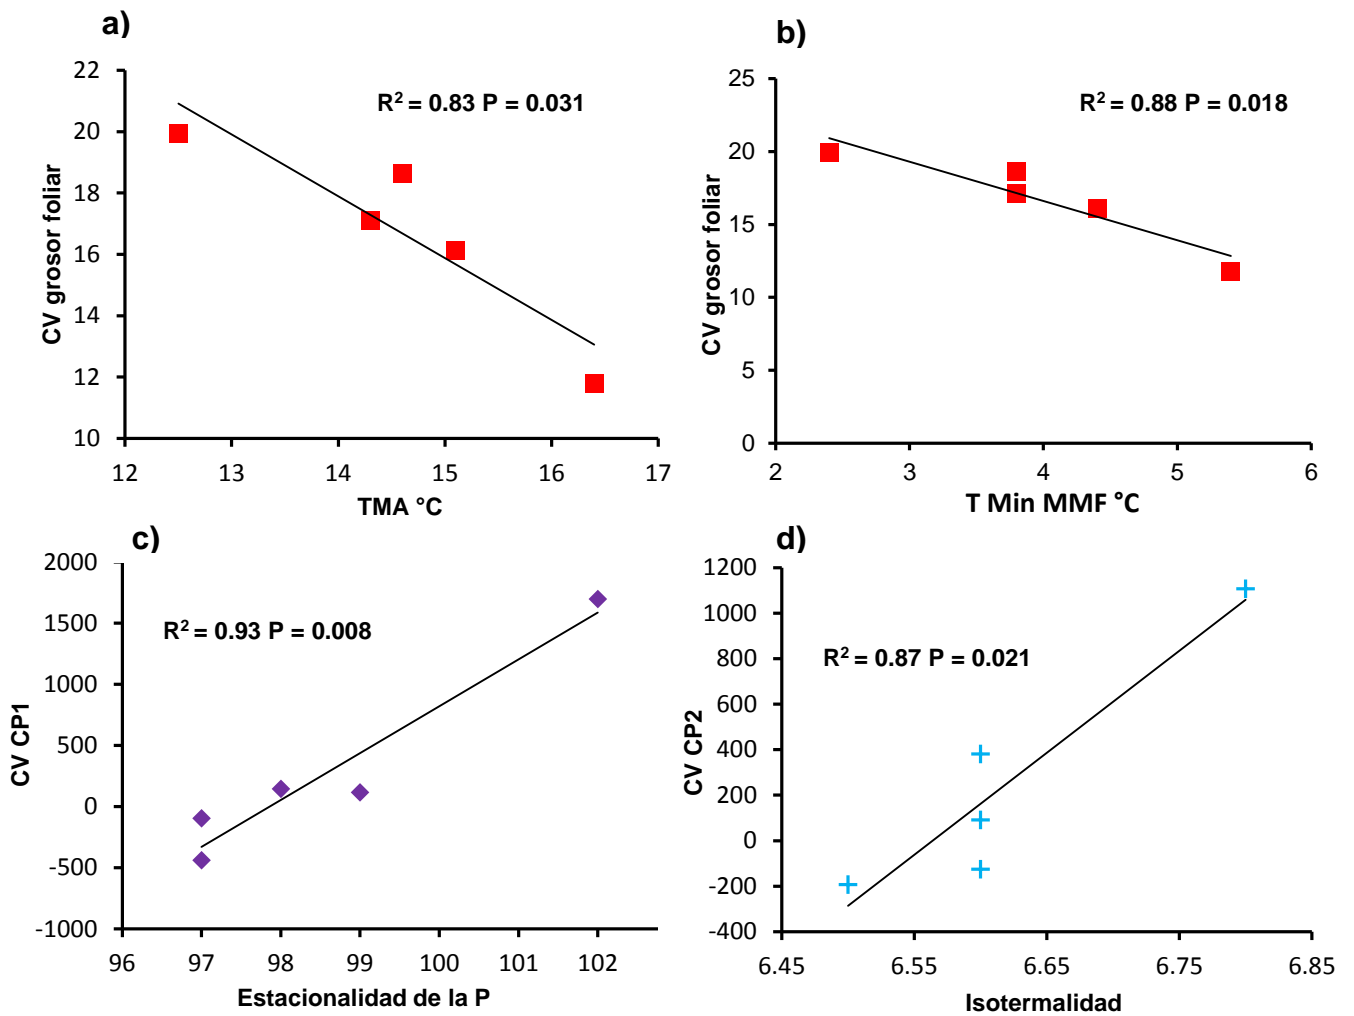 a)
22
20
18
16
14
12
10
CV grosor foliar
R² = 0.83 P = 0.031
12 13 14 15 16 17
TMA °C
b)
25
20
15
10
5
0
CV grosor foliar
R² = 0.88 P = 0.018
2 3 4 5 6
T Min MMF °C
c)
2000
1500
1000
500
0
-500
-1000
CV CP1
R² = 0.93 P = 0.008
96 97 98 99 100 101 102
Estacionalidad de la P
d)
1200
1000
800
600
400
200
0
-200
-400
CV CP2
R² = 0.87 P = 0.021
6.45 6.55 6.65 6.75 6.85
Isotermalidad